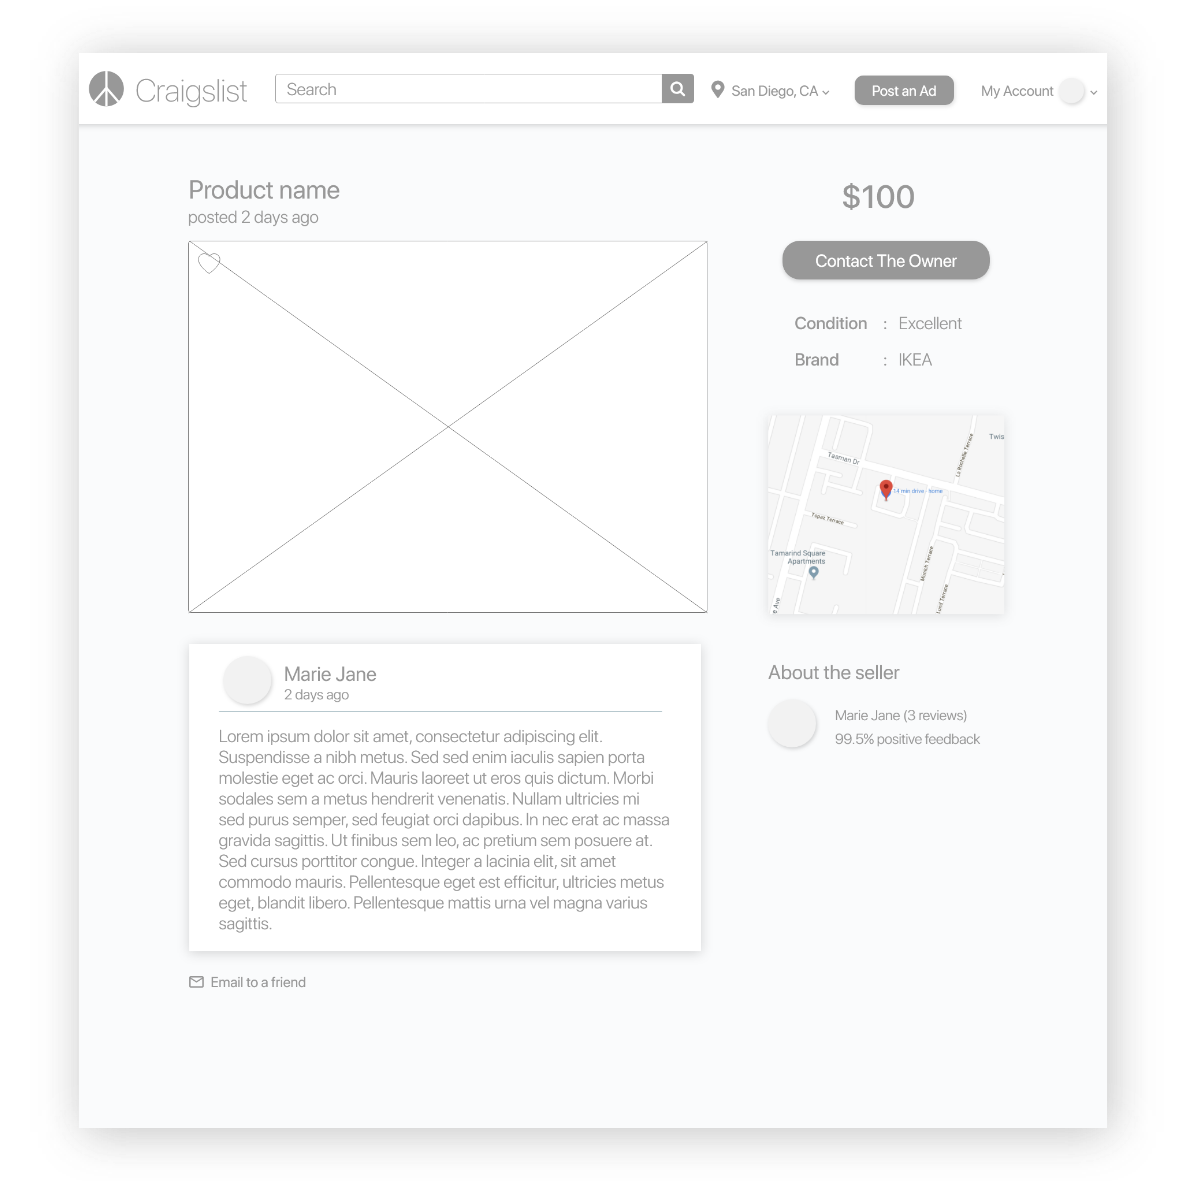 Craigslist
Search
San Diego, CA
Post an Ad
My Account
Product name
posted 2 days ago
$100
Contact The Owner
Condition : Excellent
Brand : IKEA
Tasman Dr
La Rochelle Terrace
Twis
14 min drive - home
Topaz Terrace
Tamarind Square
Apartments
Terrace
e Ave
Terrace
Marie Jane
2 days ago
Lorem ipsum dolor sit amet, consectetur adipiscing elit.
Suspendisse a nibh metus. Sed sed enim iaculis sapien porta
molestie eget ac orci. Mauris laoreet ut eros quis dictum. Morbi
sodales sem a metus hendrerit venenatis. Nullam ultricies mi
sed purus semper, sed feugiat orci dapibus. In nec erat ac massa
gravida sagittis. Ut finibus sem leo, ac pretium sem posuere at.
Sed cursus porttitor congue. Integer a lacinia elit, sit amet
commodo mauris. Pellentesque eget est efficitur, ultricies metus
eget, blandit libero. Pellentesque mattis urna vel magna varius
sagittis.
Email to a friend
About the seller
Marie Jane (3 reviews)
99.5% positive feedback